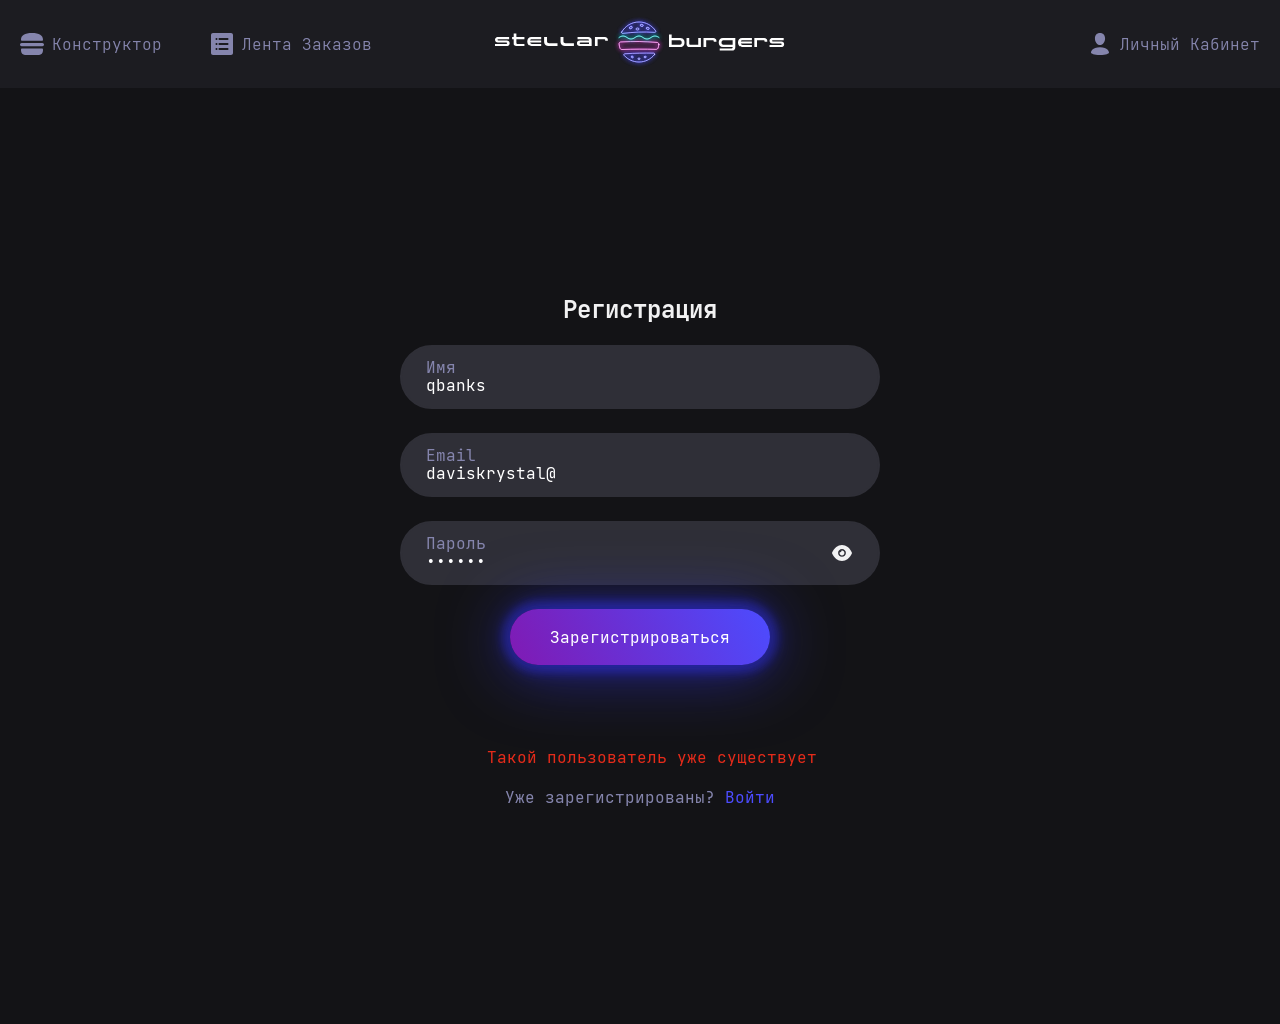 Конструктор
Лента Заказов
stellar burgers
Личный Кабинет
Регистрация
Имя
qbanks
Email
daviskrystal@
Пароль
••••••
Зарегистрироваться
Такой пользователь уже существует
Уже зарегистрированы? Войти